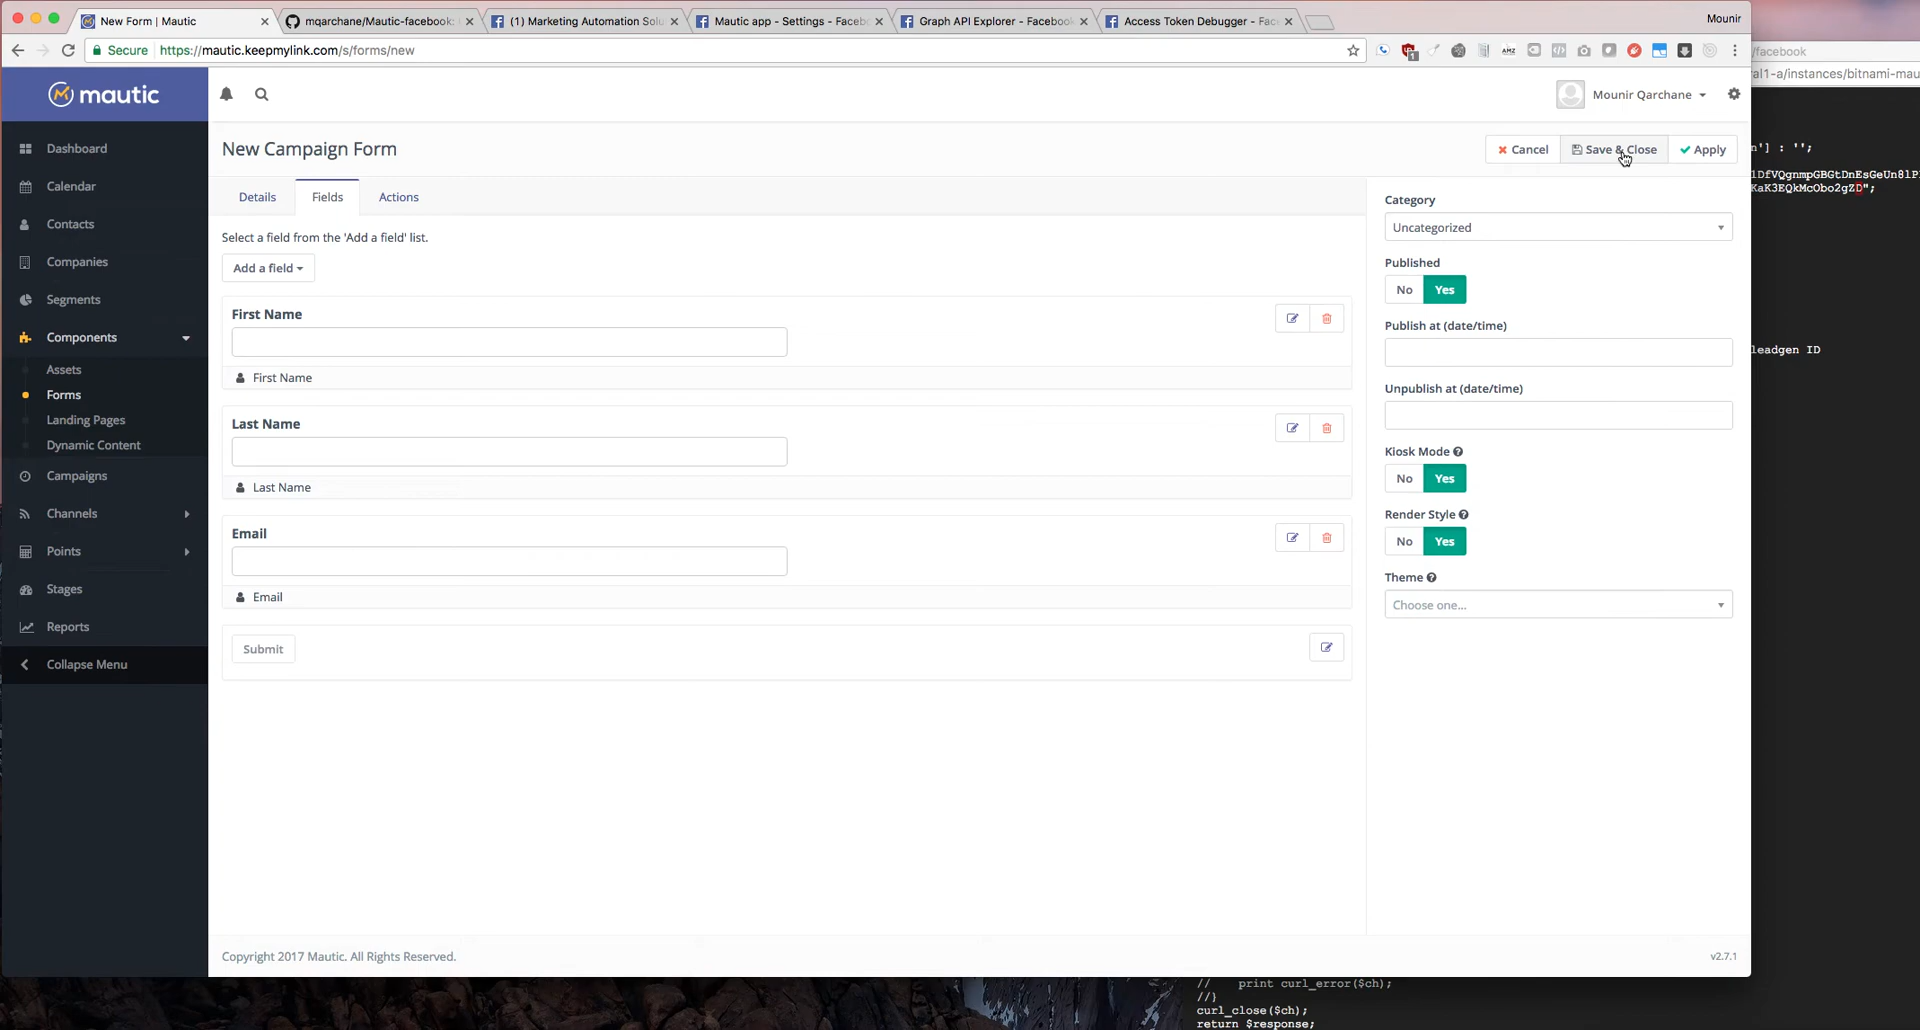 New Form | Mautic
mqarchane/Mautic-facebook:
(1) Marketing Automation Solu
Mautic app - Settings - Faceb
Graph API Explorer - Facebook
Access Token Debugger - Fac
Mounir
Secure
https://mautic.keepmylink.com/s/forms/new
/facebook
al1-a/instances/bitnami-mau
mautic
Mounir Qarchane
Dashboard
Calendar
Contacts
Companies
Segments
Components
Assets
Forms
Landing Pages
Dynamic Content
Campaigns
Channels
Points
Stages
Reports
Collapse Menu
New Campaign Form
Cancel
Save & Close
Apply
Details
Fields
Actions
Select a field from the 'Add a field' list.
Add a field
First Name
First Name
Last Name
Last Name
Email
Email
Submit
Category
Uncategorized
Published
No
Yes
Publish at (date/time)
Unpublish at (date/time)
Kiosk Mode
No
Yes
Render Style
No
Yes
Theme
Choose one...
Copyright 2017 Mautic. All Rights Reserved.
v2.7.1
n'] : '';
leadgen ID
// print curl_error($ch);
//}
curl_close($ch);
return $response;